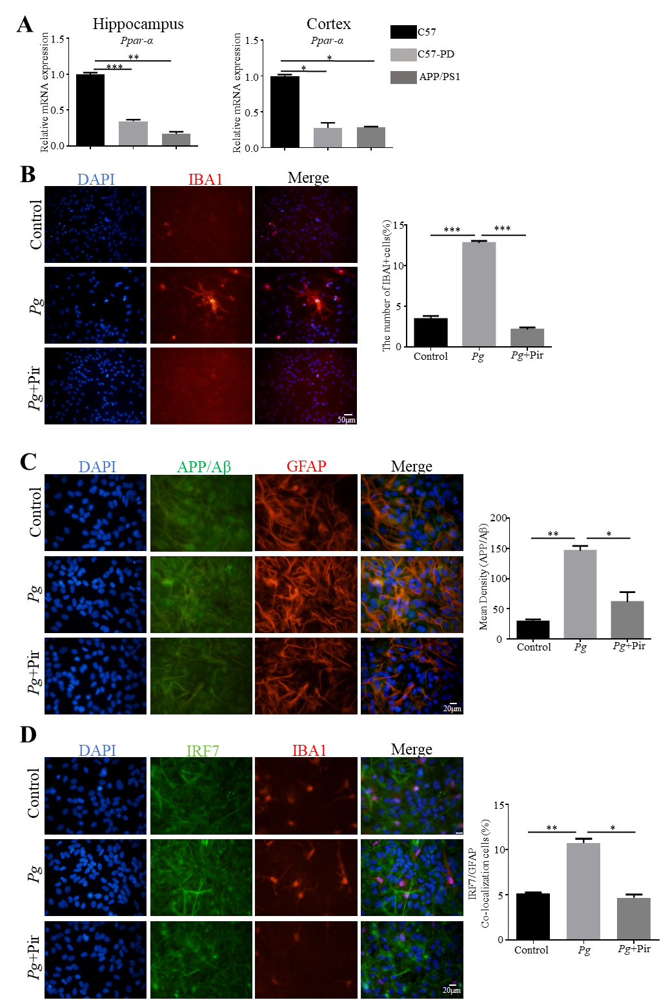 A
Hippocampus
Ppar-α
Relative mRNA expression
1.5
1.0
0.5
0.0
**
***
Cortex
Ppar-α
Relative mRNA expression
1.5
1.0
0.5
0.0
*
*
C57
C57-PD
APP/PS1
B
DAPI
IBA1
Merge
Control
Pg
Pg+Pir
50μm
The number of IBAI+cells(%)
15
10
5
0
***
***
Control
Pg
Pg+Pir
C
DAPI
APP/Aβ
GFAP
Merge
Control
Pg
Pg+Pir
20μm
Mean Density (APP/Aβ)
200
150
100
50
0
**
*
Control
Pg
Pg+Pir
D
DAPI
IRF7
IBA1
Merge
Control
Pg
Pg+Pir
20μm
IRF7/GFAP
Co-localization cells (%)
15
10
5
0
**
*
Control
Pg
Pg+Pir